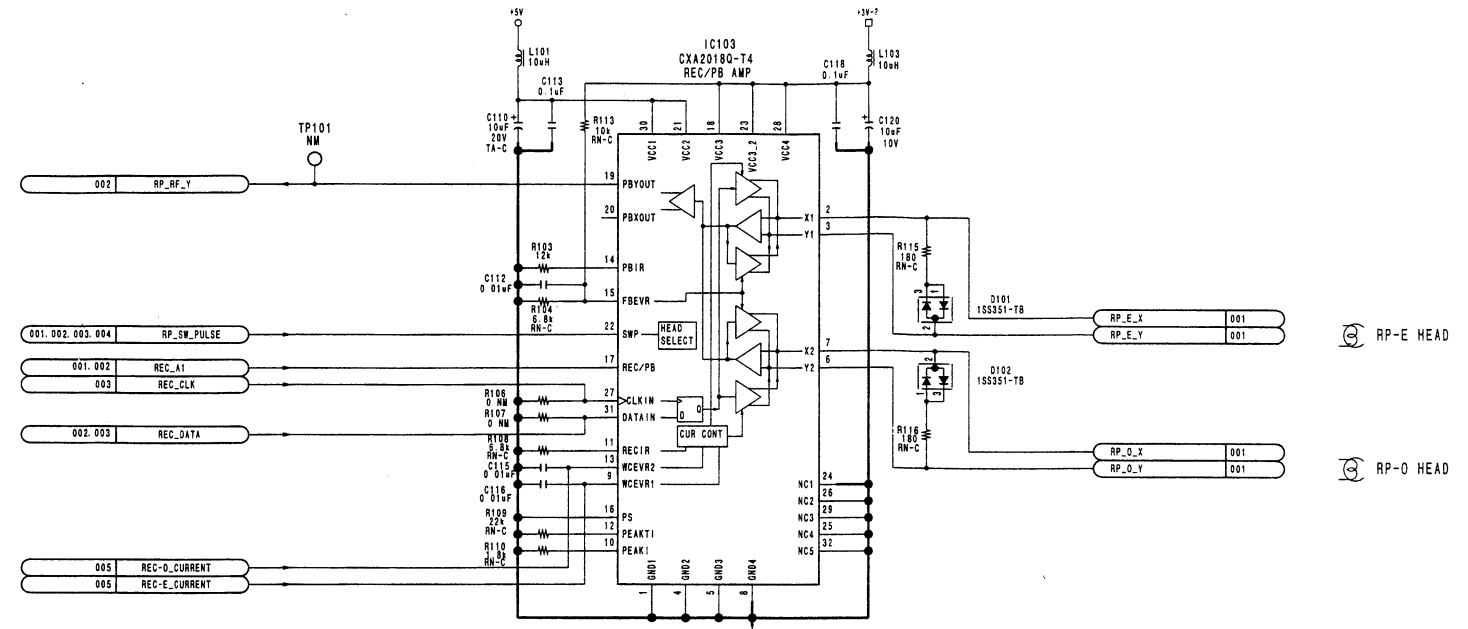 +5V
+3V-2
L101
10uH
IC103
CXA2018Q-T4
REC/PB AMP
L103
10uH
C113
0.1uF
C118
0.1uF
C110
10uF
20V
TA-C
R113
10k
RN-C
C120
10uF
10V
TP101
NM
30
21
18
23
28
VCC1
VCC2
VCC3
VCC3_2
VCC4
002 RP_RF_Y
19 PBYOUT
20 PBXOUT
X1 2
Y1 3
R103
12k
14 PBIR
C112
0 01uF
15 FBEVR
R104
6.8k
RN-C
R115
180
RN-C
3 1
2
D101
1SS351-TB
RP_E_X 001
RP_E_Y 001
RP-E HEAD
001.002.003.004 RP_SW_PULSE
22 SWP
HEAD
SELECT
X2 7
Y2 6
2
1 3
D102
1SS351-TB
001.002 REC_A1
17 REC/PB
003 REC_CLK
R106
0 NM
27 CLKIN
R107
0 NM
31 DATAIN
D Q
002.003 REC_DATA
CUR CONT
R116
180
RN-C
R108
6.8k
RN-C
11 RECIR
C115
0 01uF
13 WCEVR2
9 WCEVR1
C116
0 01uF
RP_O_X 001
RP_O_Y 001
RP-O HEAD
NC1 24
NC2 26
NC3 29
NC4 25
NC5 32
R109
22k
RN-C
16 PS
12 PEAKTI
R110
1.8k
RN-C
10 PEAKI
005 REC-O_CURRENT
005 REC-E_CURRENT
GND1
GND2
GND3
GND4
1
4
5
8